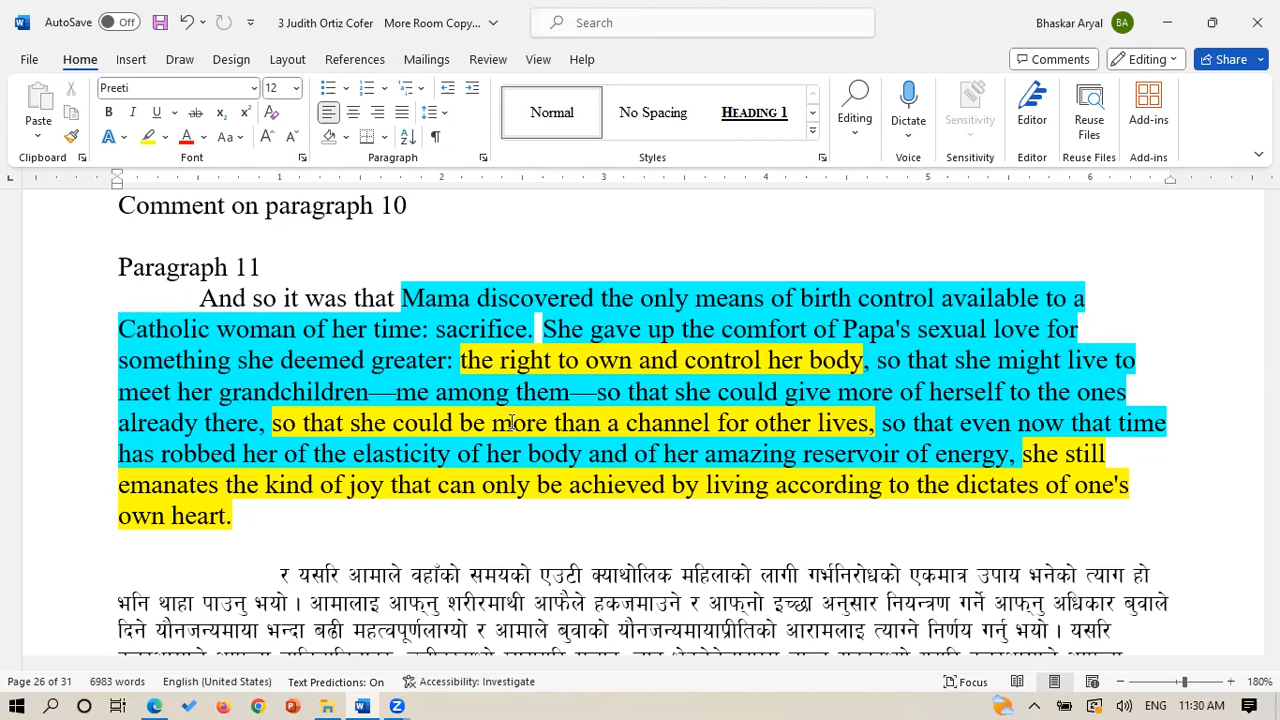 AutoSave Off 3 Judith Ortiz Cofer More Room Copy... Search Bhaskar Aryal BA
File Home Insert Draw Design Layout References Mailings Review View Help Comments Editing Share
Preeti 12 Normal No Spacing HEADING 1
Paste Editing Dictate Sensitivity Editor Reuse Files Add-ins
Clipboard Font Paragraph Styles Voice Sensitivity Editor Reuse Files Add-ins
1 2 3 4 5 6
Comment on paragraph 10
Paragraph 11
And so it was that Mama discovered the only means of birth control available to a
Catholic woman of her time: sacrifice. She gave up the comfort of Papa's sexual love for
something she deemed greater: the right to own and control her body, so that she might live to
meet her grandchildren—me among them—so that she could give more of herself to the ones
already there, so that she could be more than a channel for other lives, so that even now that time
has robbed her of the elasticity of her body and of her amazing reservoir of energy, she still
emanates the kind of joy that can only be achieved by living according to the dictates of one's
own heart.
र यसरि आमाले वहाँको समयको एउटी क्याथोलिक महिलाको लागी गर्भनिरोधको एकमात्र उपाय भनेको त्याग हो
भनि थाहा पाउनु भयो । आमालाइ आफ्नु शरीरमाथी आफैले हकजमाउने र आफ्नो इच्छा अनुसार नियन्त्रण गर्ने आफ्नु अधिकार बुवाले
दिने यौनजन्यमाया भन्दा बढी महत्वपूर्णलाग्यो र आमाले बुवाको यौनजन्यमायाप्रीतिको आरामलाइ त्याग्ने निर्णय गर्नु भयो । यसरि
Page 26 of 31 6983 words English (United States) Text Predictions: On Accessibility: Investigate Focus 180%
ENG 11:30 AM